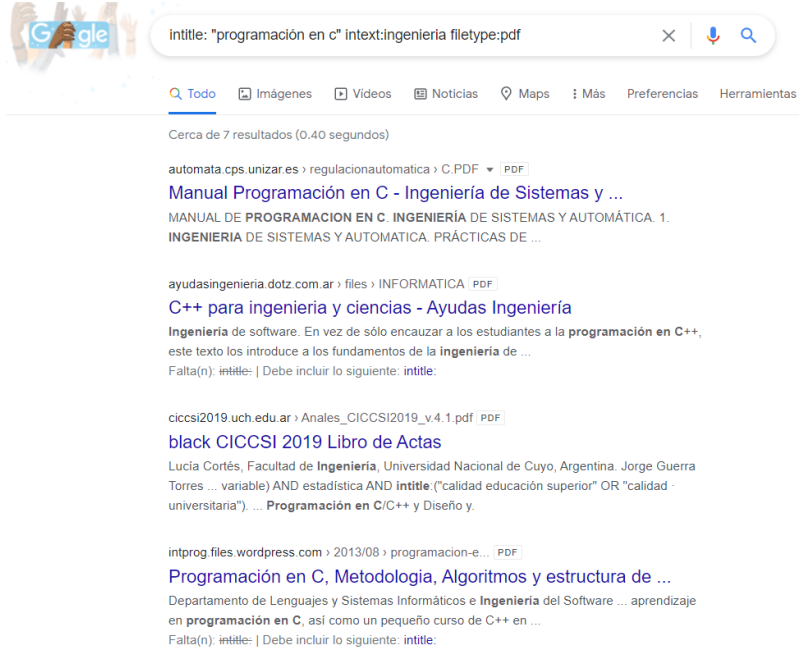 Google
intitle: "programación en c" intext:ingenieria filetype:pdf
Todo Imágenes Videos Noticias Maps Más Preferencias Herramientas
Cerca de 7 resultados (0.40 segundos)
automata.cps.unizar.es › regulacionautomatica › C.PDF PDF
Manual Programación en C - Ingeniería de Sistemas y ...
MANUAL DE PROGRAMACION EN C. INGENIERÍA DE SISTEMAS Y AUTOMÁTICA. 1.
INGENIERIA DE SISTEMAS Y AUTOMATICA. PRÁCTICAS DE ...
ayudasingenieria.dotz.com.ar › files › INFORMATICA PDF
C++ para ingenieria y ciencias - Ayudas Ingeniería
Ingeniería de software. En vez de sólo encauzar a los estudiantes a la programación en C++,
este texto los introduce a los fundamentos de la ingeniería de ...
Falta(n): intitle: | Debe incluir lo siguiente: intitle:
ciccsi2019.uch.edu.ar › Anales_CICCSI2019_v.4.1.pdf PDF
black CICCSI 2019 Libro de Actas
Lucía Cortés, Facultad de Ingeniería, Universidad Nacional de Cuyo, Argentina. Jorge Guerra
Torres ... variable) AND estadística AND intitle:("calidad educación superior" OR "calidad ·
universitaria"). ... Programación en C/C++ y Diseño y.
intprog.files.wordpress.com › 2013/08 › programacion-e... PDF
Programación en C, Metodologia, Algoritmos y estructura de ...
Departamento de Lenguajes y Sistemas Informáticos e Ingeniería del Software ... aprendizaje
en programación en C, así como un pequeño curso de C++ en ...
Falta(n): intitle: | Debe incluir lo siguiente: intitle: